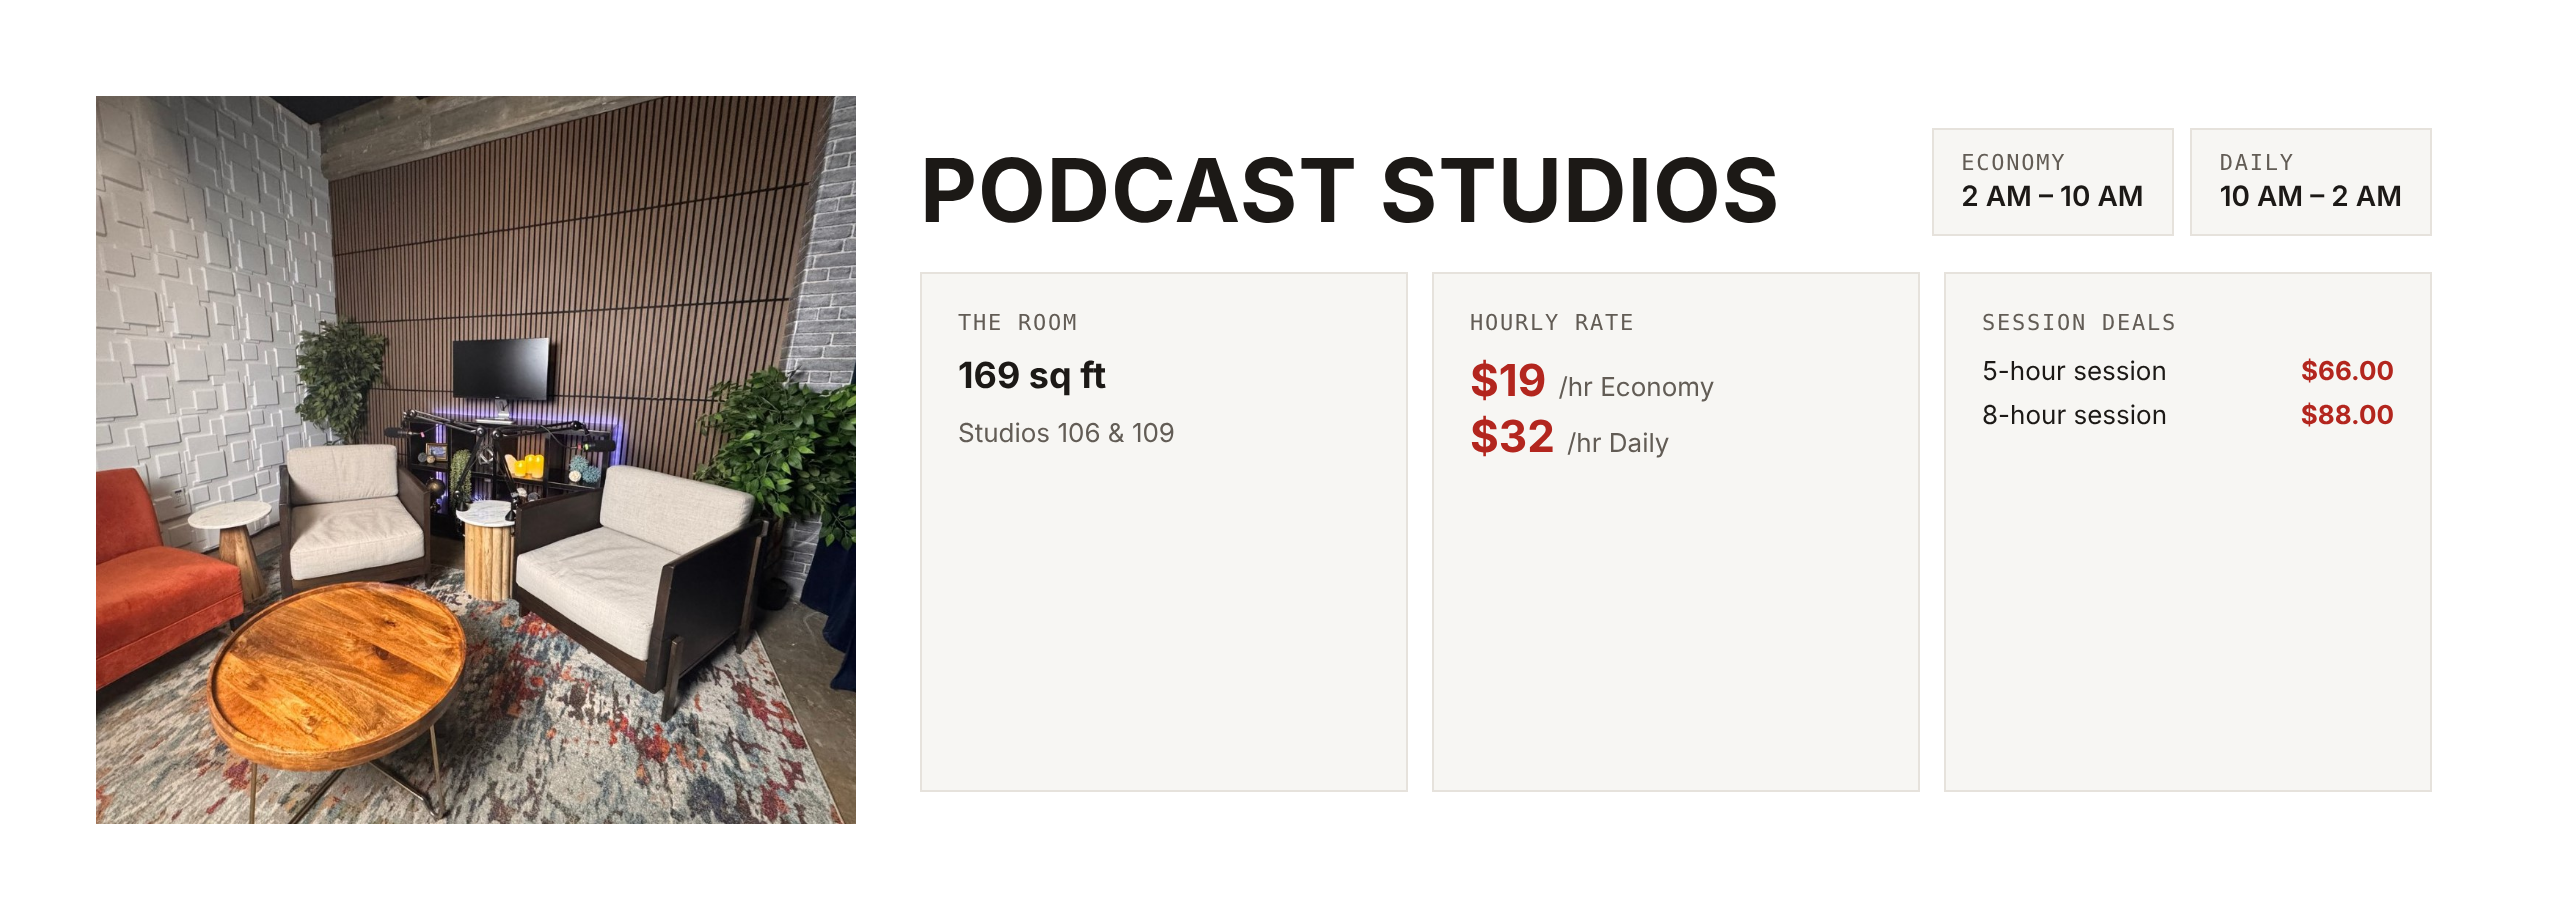 PODCAST STUDIOS
ECONOMY
2 AM – 10 AM
DAILY
10 AM – 2 AM
THE ROOM
169 sq ft
Studios 106 & 109
HOURLY RATE
$19 /hr Economy
$32 /hr Daily
SESSION DEALS
5-hour session $66.00
8-hour session $88.00